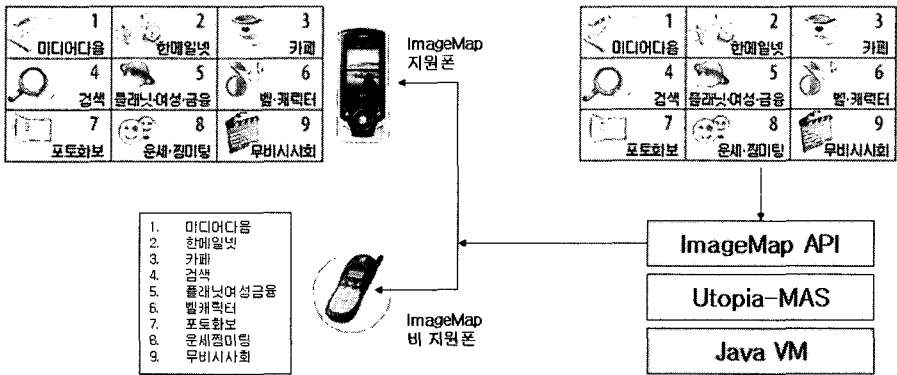 1 2 3
미디어다음 한메일넷 카페
4 5 6
검색 플래닛·여성·금융 벨·캐릭터
7 8 9
포토화보 운세·찜미팅 무비시사회
ImageMap
지원폰
1 2 3
미디어다음 한메일넷 카페
4 5 6
검색 플래닛·여성·금융 벨·캐릭터
7 8 9
포토화보 운세·찜미팅 무비시사회
1. 미디어다음
2. 한메일넷
3. 카페
4. 검색
5. 플래닛여성금융
6. 벨캐릭터
7. 포토화보
8. 운세찜미팅
9. 무비시사회
ImageMap
비 지원폰
ImageMap API
Utopia-MAS
Java VM